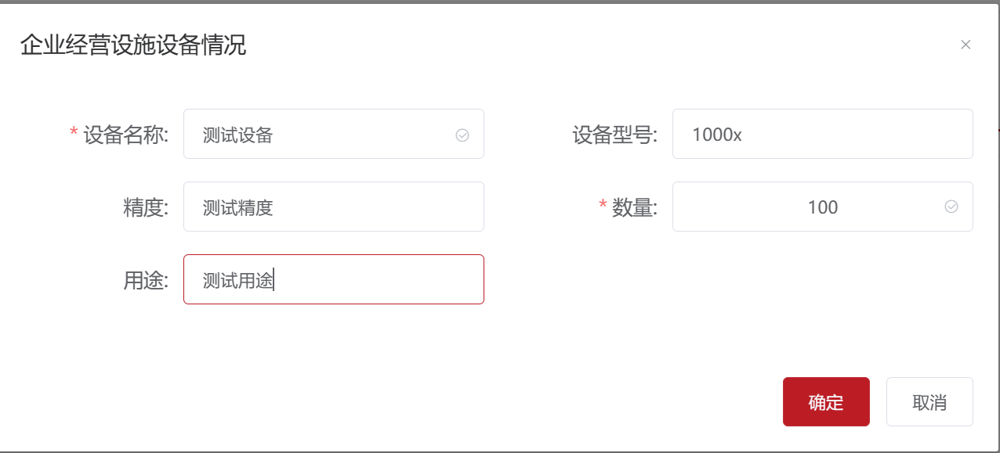 企业经营设施设备情况
* 设备名称: 测试设备
设备型号: 1000x
精度: 测试精度
* 数量: 100
用途: 测试用途
确定
取消